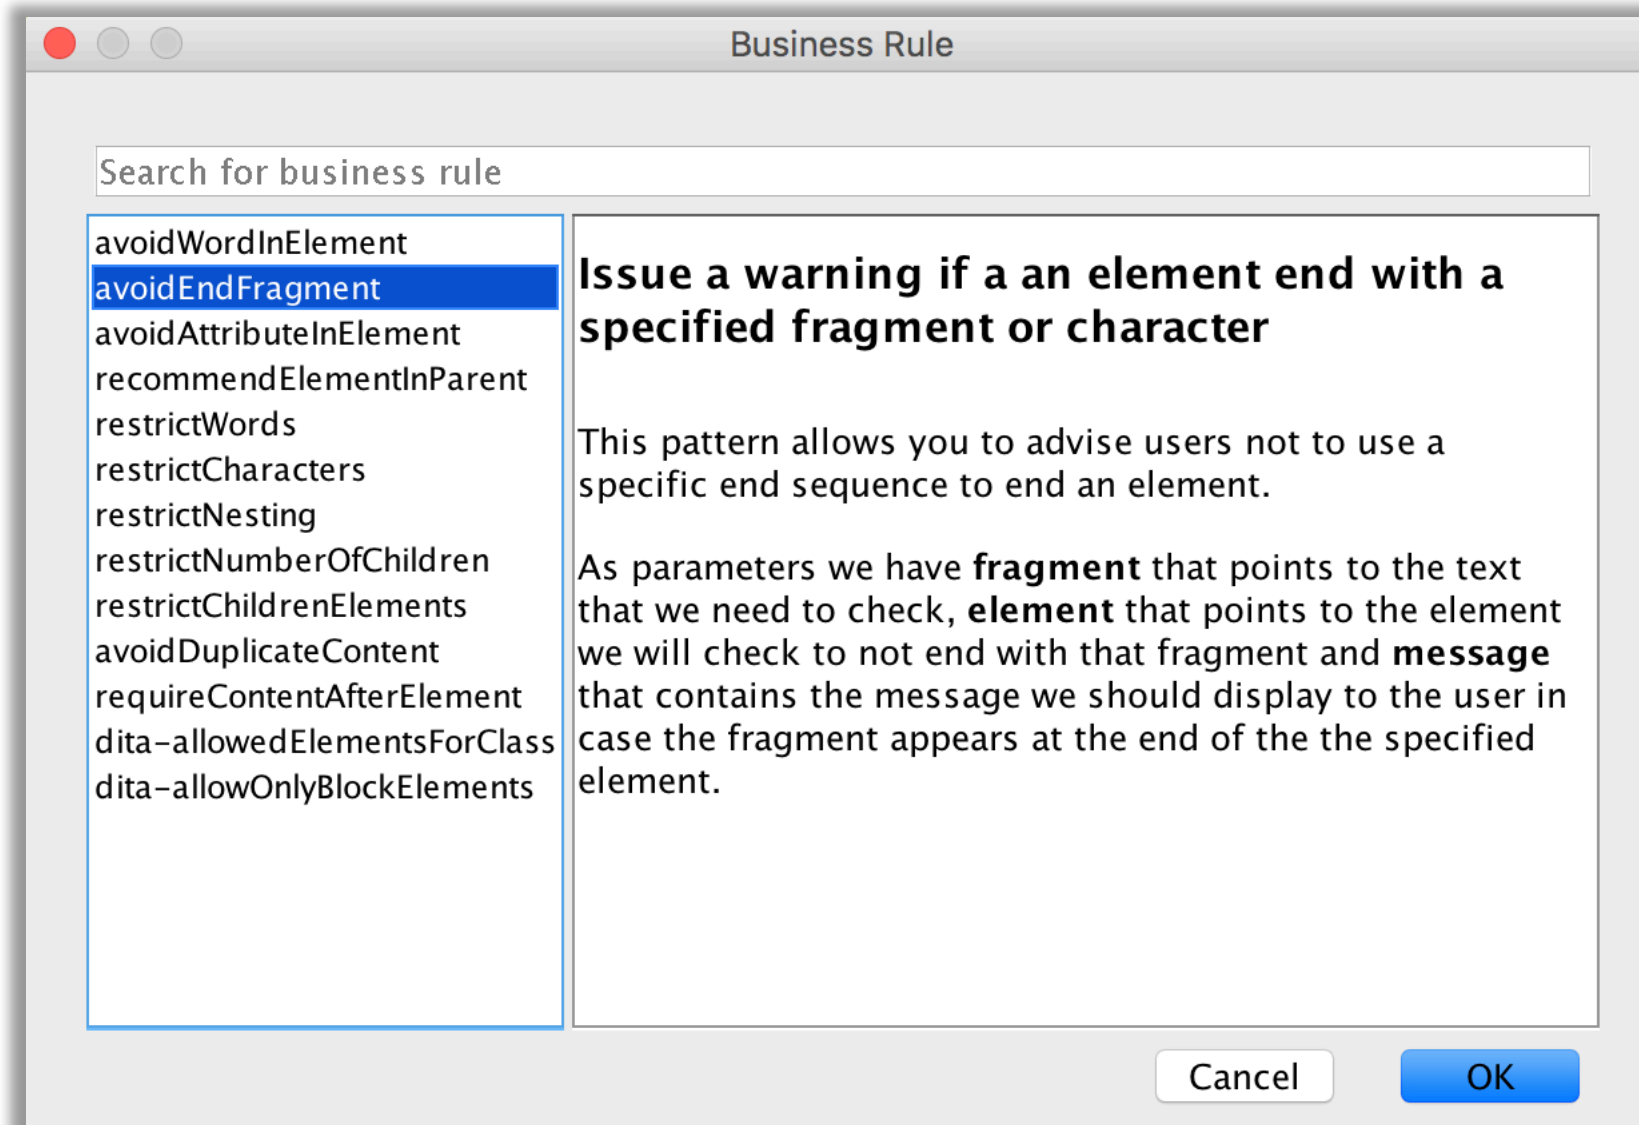 Business Rule
Search for business rule
avoidWordInElement
avoidEndFragment
avoidAttributeInElement
recommendElementInParent
restrictWords
restrictCharacters
restrictNesting
restrictNumberOfChildren
restrictChildrenElements
avoidDuplicateContent
requireContentAfterElement
dita-allowedElementsForClass
dita-allowOnlyBlockElements
Issue a warning if a an element end with a
specified fragment or character
This pattern allows you to advise users not to use a
specific end sequence to end an element.
As parameters we have fragment that points to the text
that we need to check, element that points to the element
we will check to not end with that fragment and message
that contains the message we should display to the user in
case the fragment appears at the end of the the specified
element.
Cancel
OK